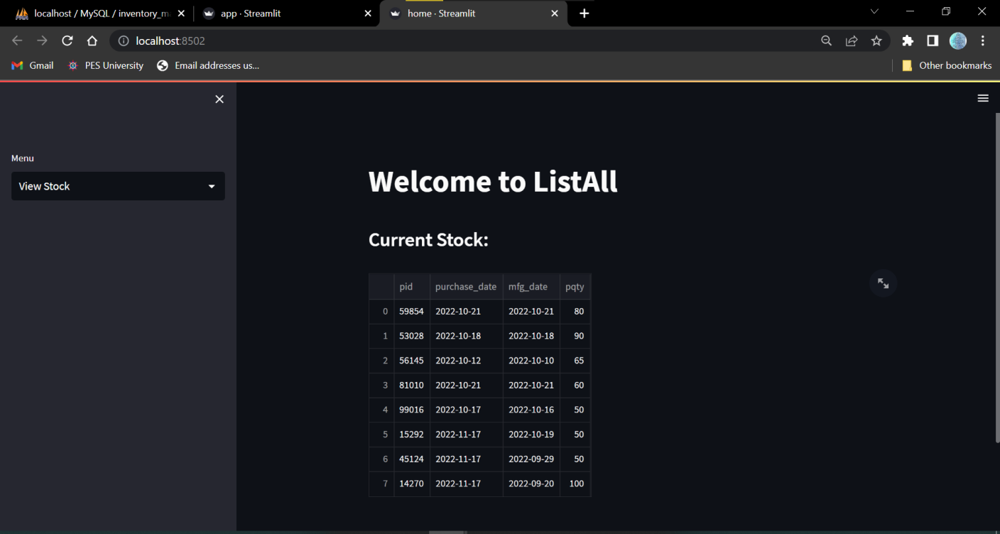 localhost / MySQL / inventory_ma
app · Streamlit
home · Streamlit
localhost:8502
Gmail
PES University
Email addresses us...
Other bookmarks
Menu
View Stock
Welcome to ListAll
Current Stock:
pid purchase_date mfg_date pqty
0 59854 2022-10-21 2022-10-21 80
1 53028 2022-10-18 2022-10-18 90
2 56145 2022-10-12 2022-10-10 65
3 81010 2022-10-21 2022-10-21 60
4 99016 2022-10-17 2022-10-16 50
5 15292 2022-11-17 2022-10-19 50
6 45124 2022-11-17 2022-09-29 50
7 14270 2022-11-17 2022-09-20 100